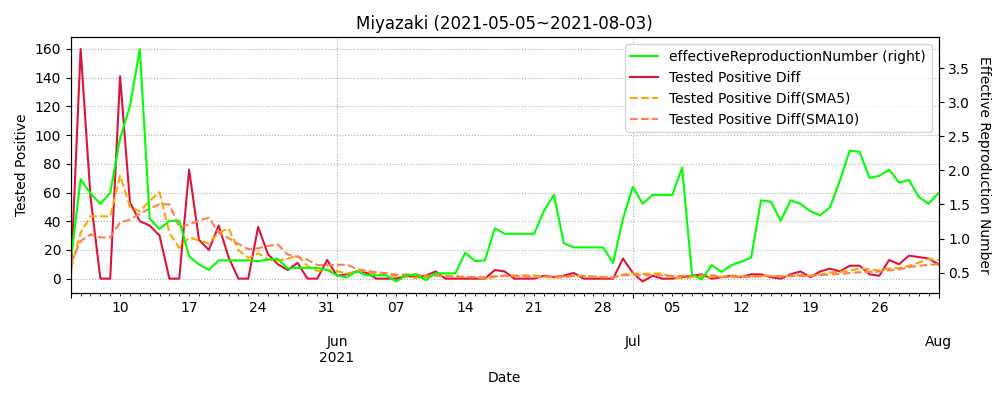 Miyazaki (2021-05-05~2021-08-03)
effectiveReproductionNumber (right)
Tested Positive Diff
Tested Positive Diff(SMA5)
Tested Positive Diff(SMA10)
Tested Positive
160
140
120
100
80
60
40
20
0
3.5
3.0
2.5
2.0
1.5
1.0
0.5
Effective Reproduction Number
10 17 24 31 07 14 21 28 05 12 19 26
Jun Jul Aug
2021
Date